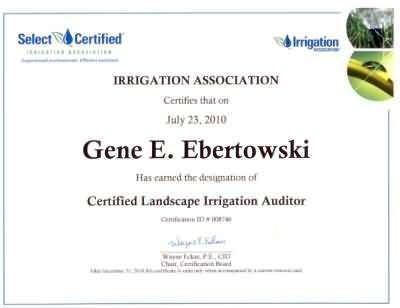 Select Certified
IRRIGATION ASSOCIATION
Experienced professionals. Efficient solutions.
Irrigation
ASSOCIATION
IRRIGATION ASSOCIATION
Certifies that on
July 23, 2010
Gene E. Ebertowski
Has earned the designation of
Certified Landscape Irrigation Auditor
Certification ID # 008746
Wayne Eckas, P.E., CID
Chair, Certification Board
After December 31, 2010 this certificate is valid only when accompanied by a current renewal card.